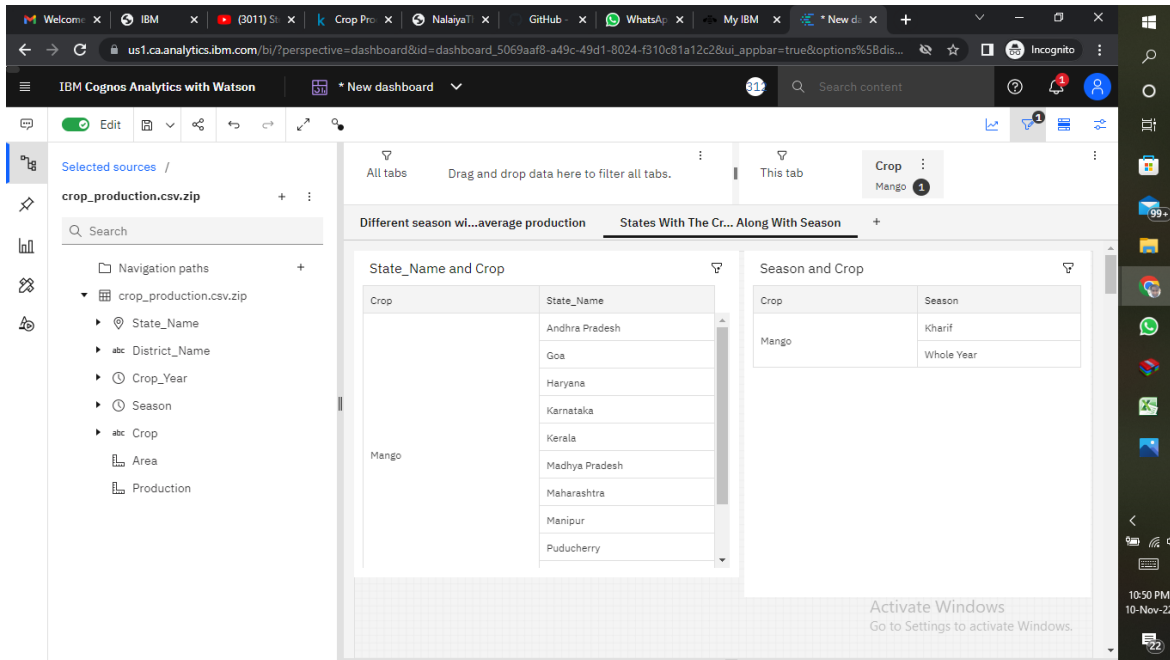 Welcome
IBM
(3011) St
Crop Pro
NalaiyaT
GitHub -
WhatsAp
My IBM
* New da
us1.ca.analytics.ibm.com/bi/?perspective=dashboard&id=dashboard_5069aaf8-a49c-49d1-8024-f310c81a12c2&ui_appbar=true&options%5Bdis...
Incognito
IBM Cognos Analytics with Watson
* New dashboard
312
Search content
1
Edit
1
Selected sources /
crop_production.csv.zip
Search
Navigation paths
crop_production.csv.zip
State_Name
abc District_Name
Crop_Year
Season
abc Crop
Area
Production
All tabs
Drag and drop data here to filter all tabs.
This tab
Crop
Mango 1
Different season wi...average production
States With The Cr... Along With Season
State_Name and Crop
Crop State_Name
Mango
Andhra Pradesh
Goa
Haryana
Karnataka
Kerala
Madhya Pradesh
Maharashtra
Manipur
Puducherry
Season and Crop
Crop Season
Mango
Kharif
Whole Year
Activate Windows
Go to Settings to activate Windows.
99+
10:50 PM
10-Nov-22
22